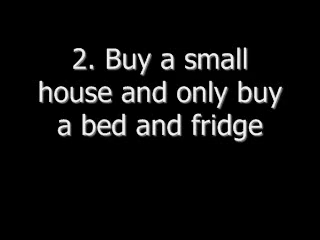 2. Buy a small
house and only buy
a bed and fridge